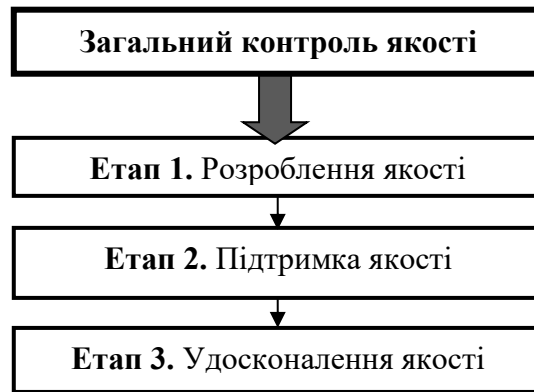 Загальний контроль якості
Етап 1. Розроблення якості
Етап 2. Підтримка якості
Етап 3. Удосконалення якості